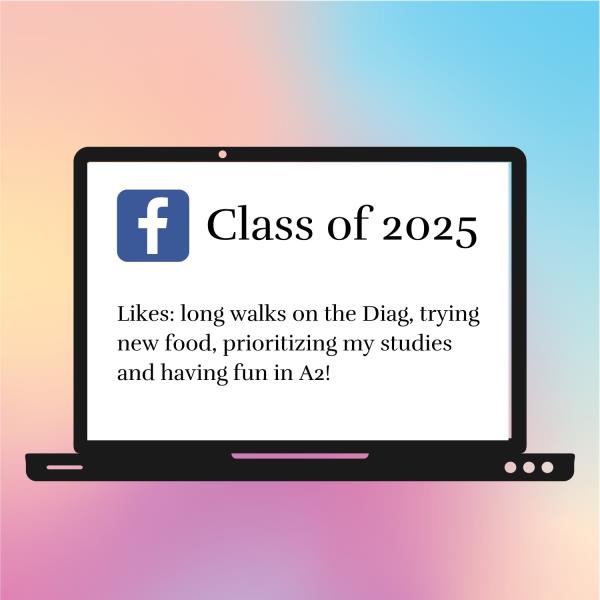 f Class of 2025
Likes: long walks on the Diag, trying
new food, prioritizing my studies
and having fun in A2!